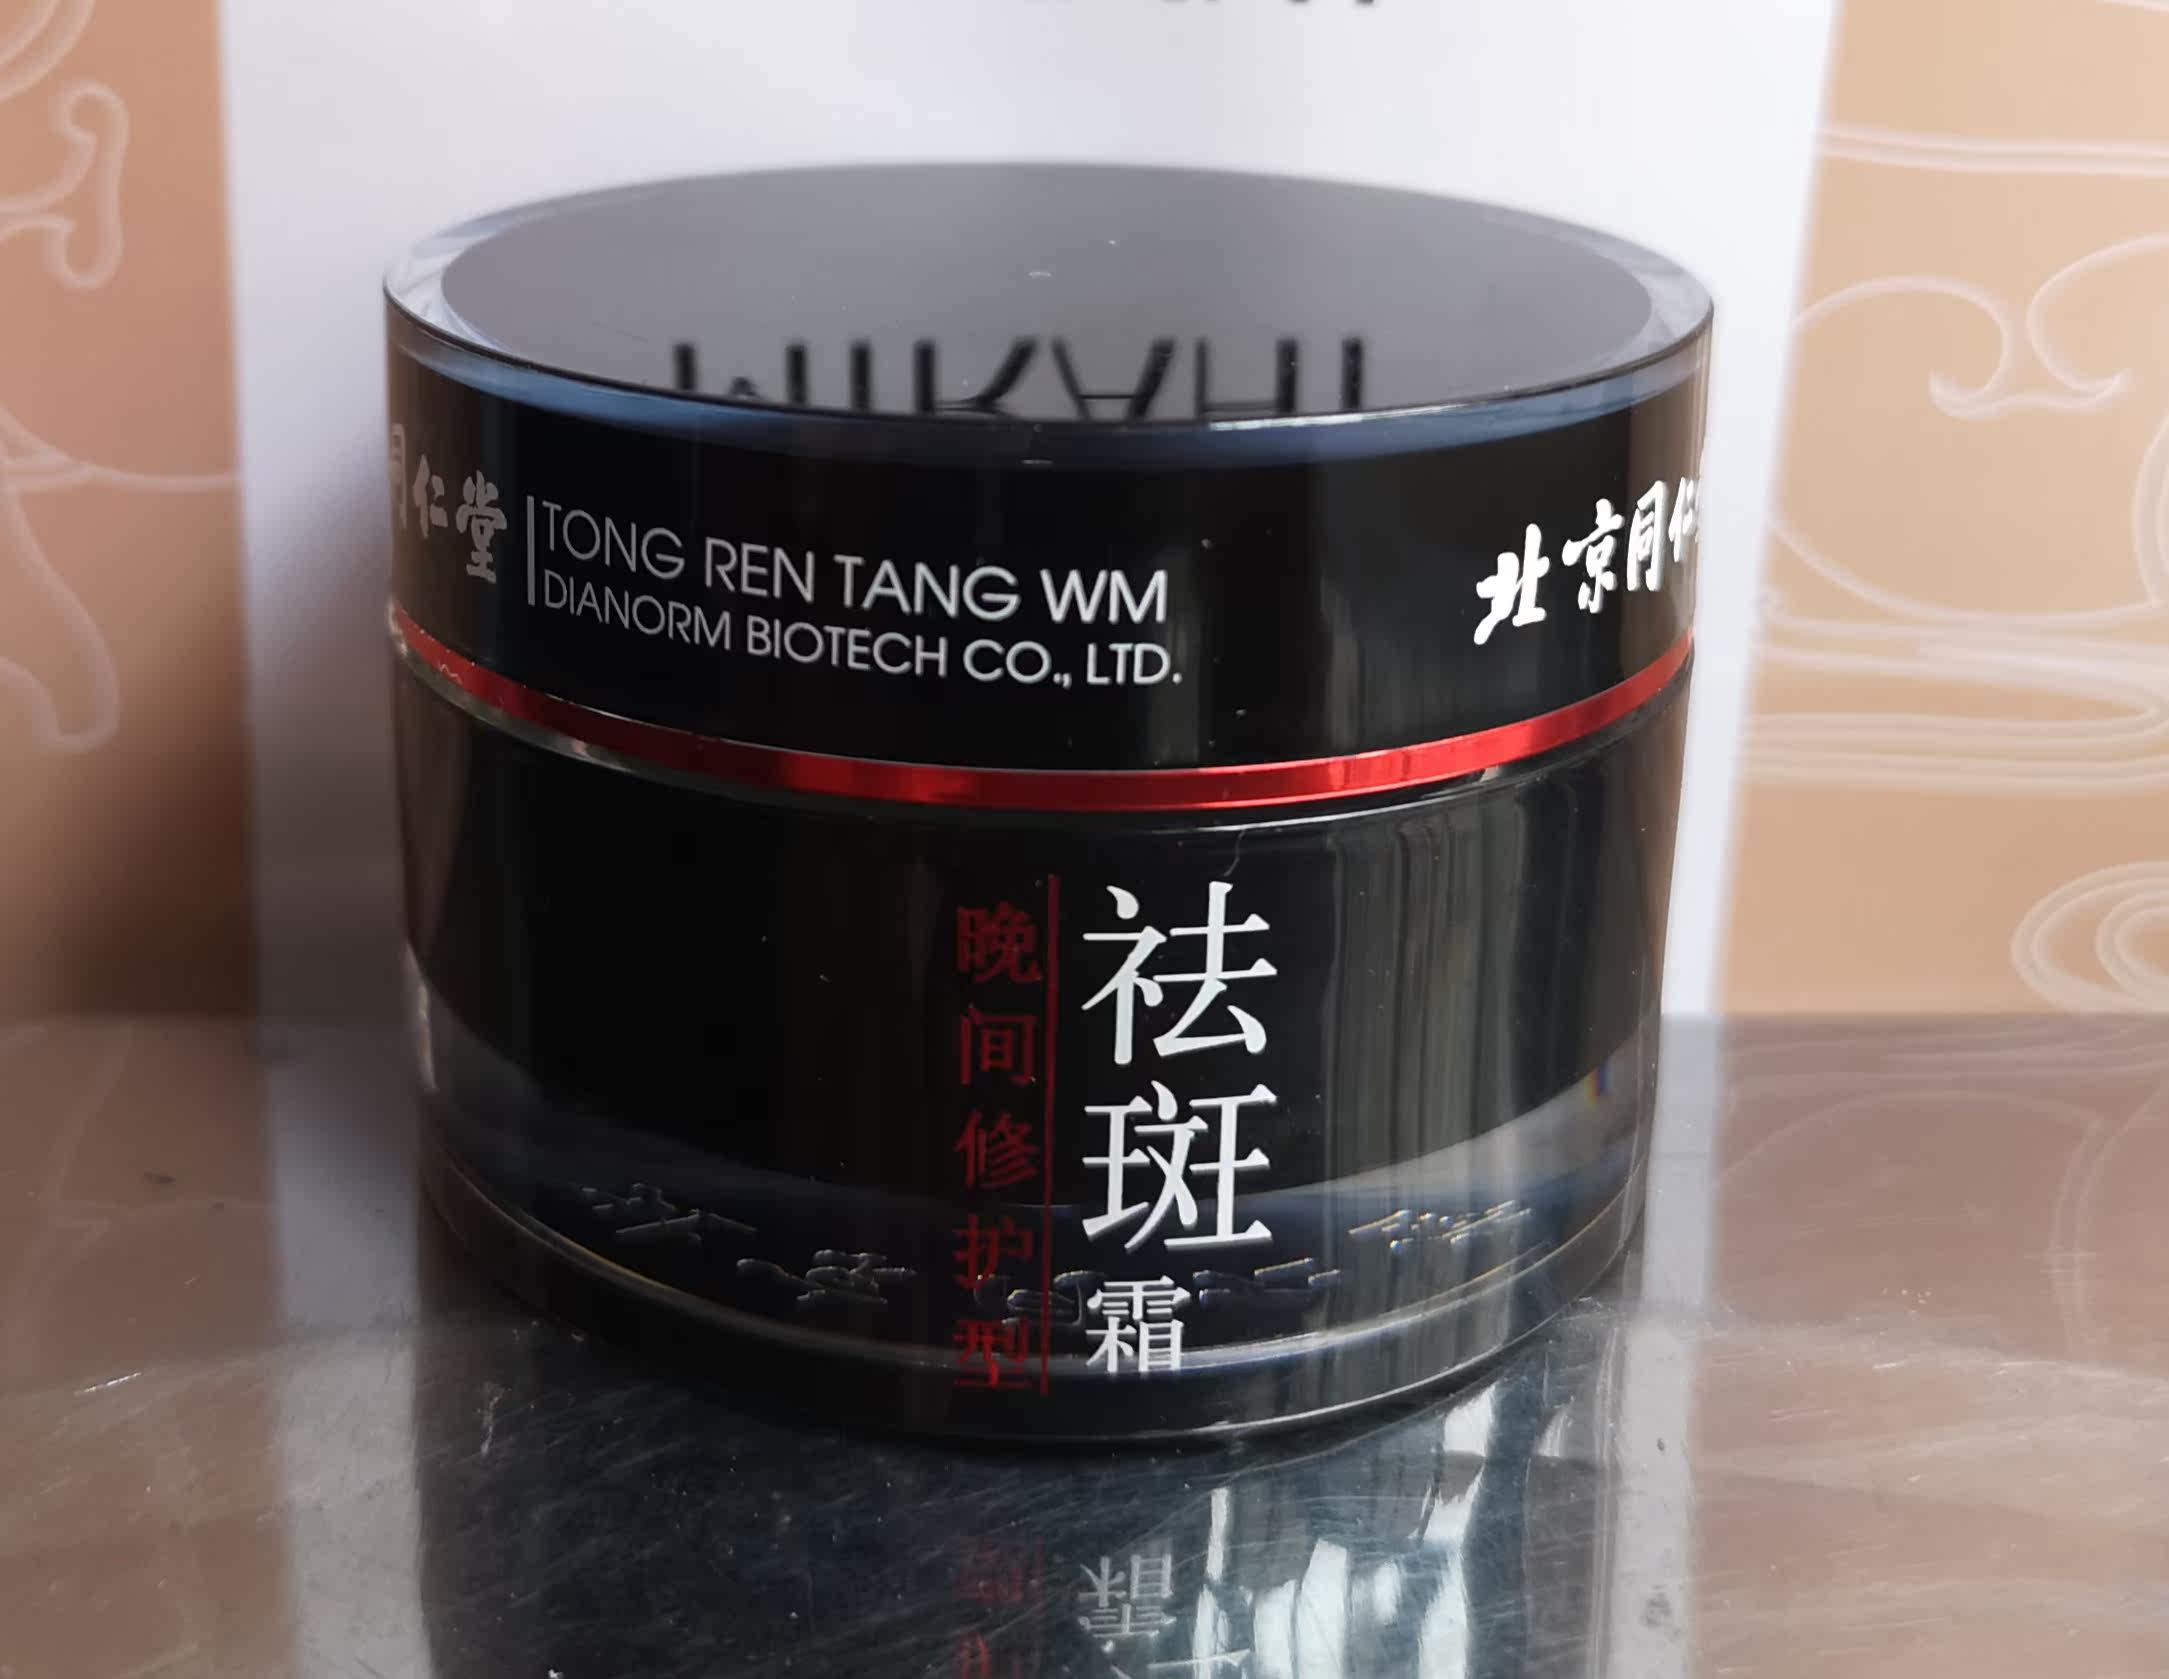 同仁堂
TONG REN TANG WM
DIANORM BIOTECH CO., LTD.
北京同仁
祛斑霜
晚间修护型